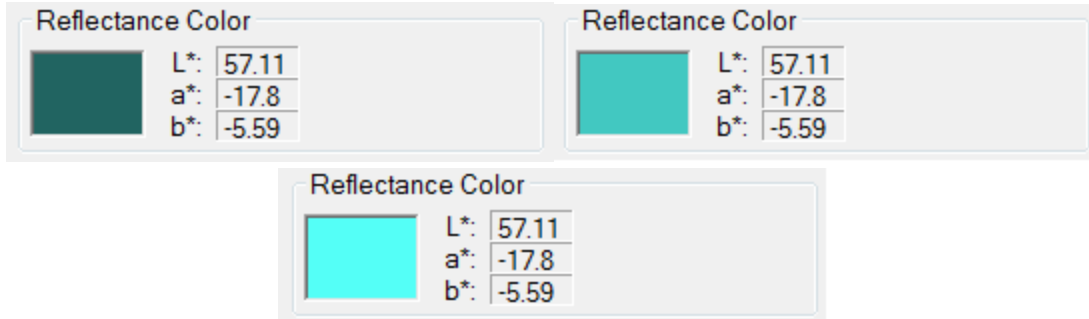 Reflectance Color
L*: 57.11
a*: -17.8
b*: -5.59
Reflectance Color
L*: 57.11
a*: -17.8
b*: -5.59
Reflectance Color
L*: 57.11
a*: -17.8
b*: -5.59